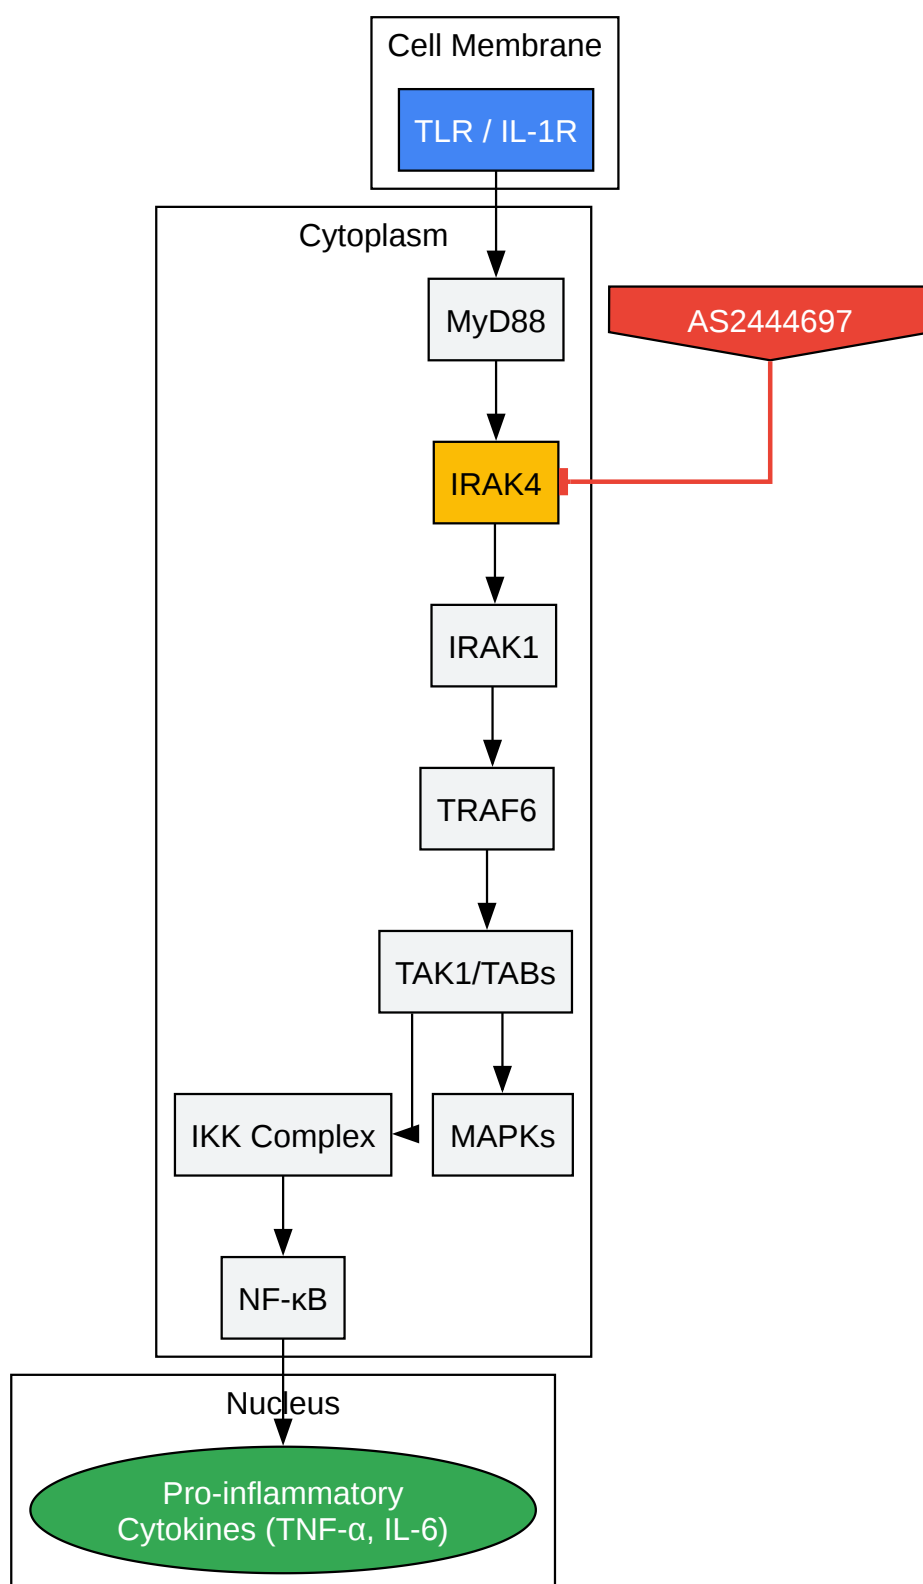 Cell Membrane
TLR / IL-1R
Cytoplasm
MyD88
AS2444697
IRAK4
IRAK1
TRAF6
TAK1/TABs
IKK Complex
MAPKs
NF-κB
Nucleus
Pro-inflammatory
Cytokines (TNF-α, IL-6)